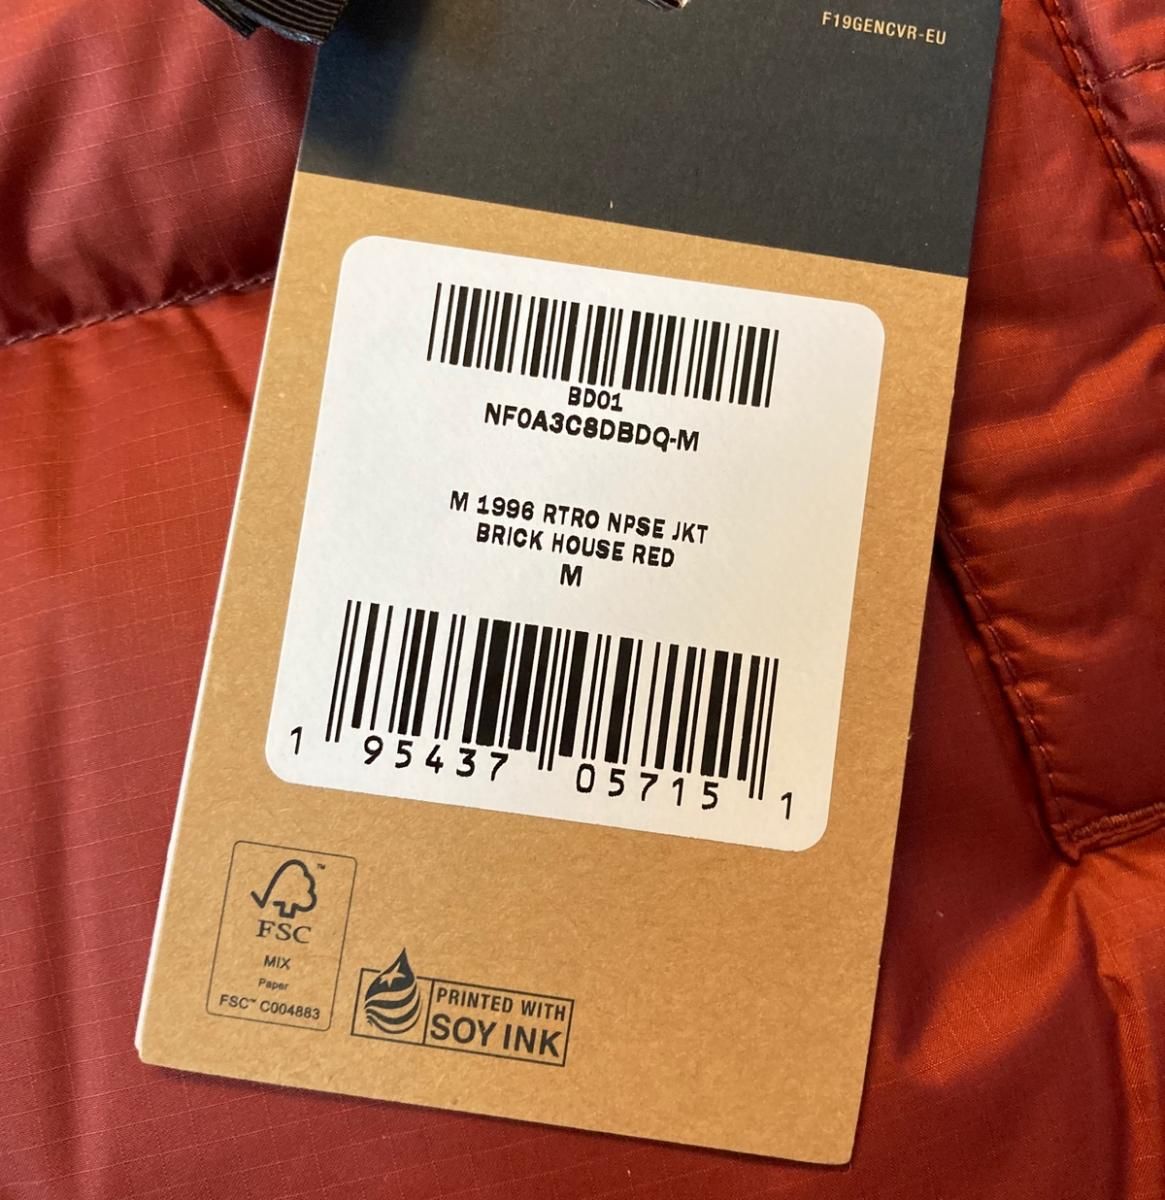 F19GENCVR-EU
BD01
NF0A3C8DBDQ-M
M 1996 RTRO NPSE JKT
BRICK HOUSE RED
M
1 95437 05715 1
FSC™
MIX
Paper
FSC™ C004883
PRINTED WITH
SOY INK